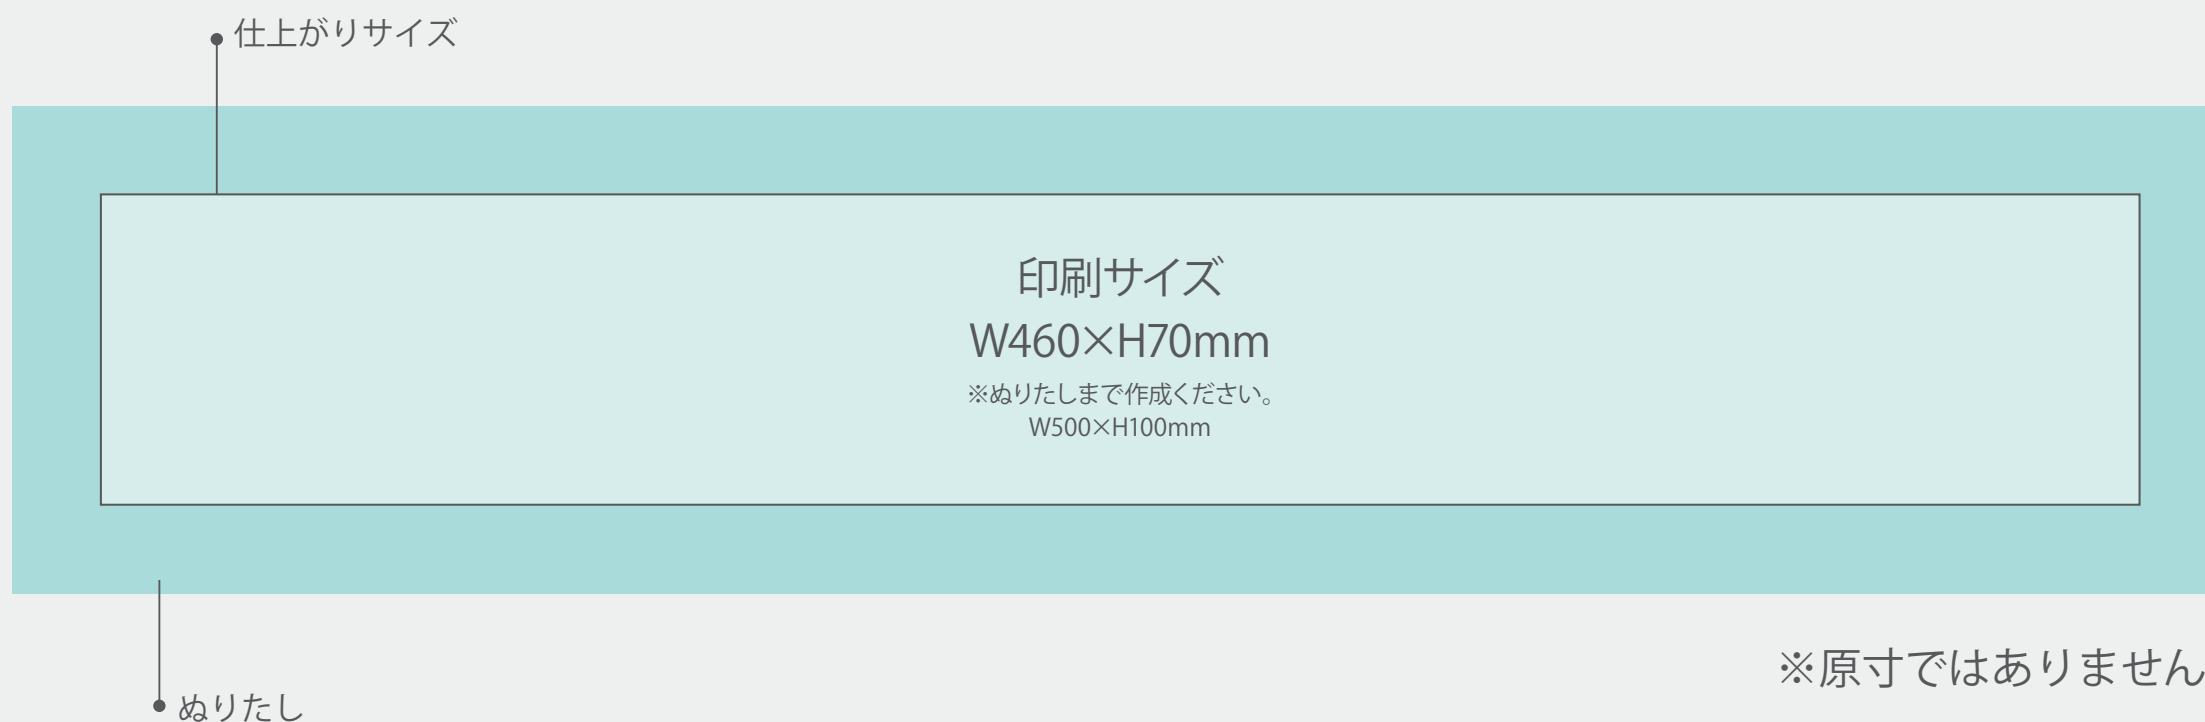 仕上がりサイズ
印刷サイズ
W460×H70mm
※ぬりたしまで作成ください。
W500×H100mm
※原寸ではありません
ぬりたし